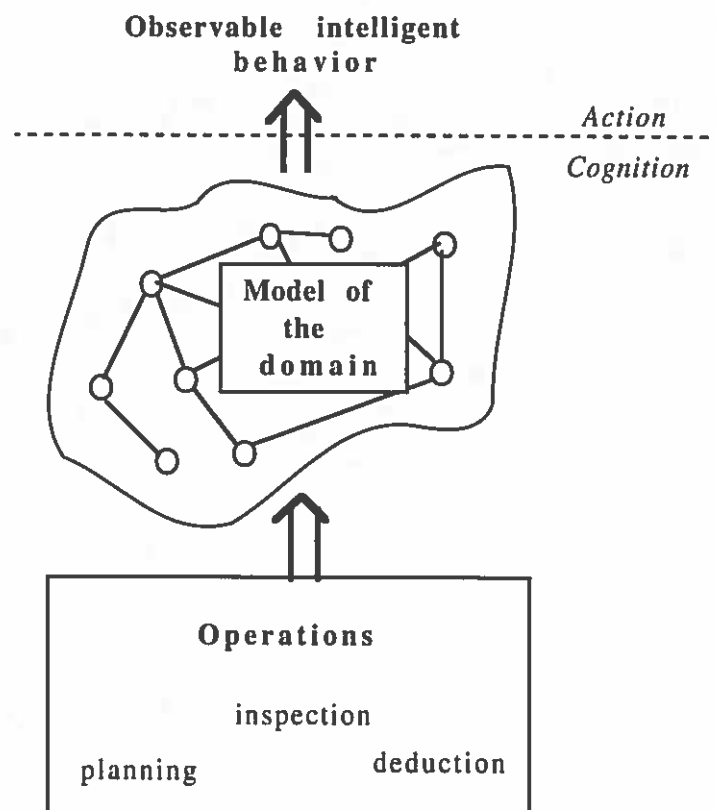 Observable intelligent
behavior
Action
Cognition
Model of
the
domain
Operations
inspection
planning
deduction